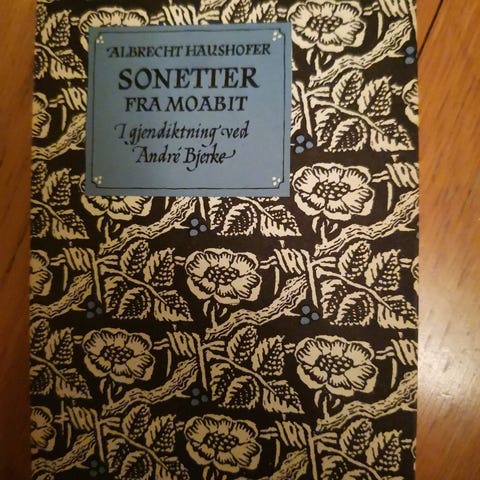 ALBRECHT HAUSHOFER
SONETTER
FRA MOABIT
I gjendiktning ved
André Bjerke